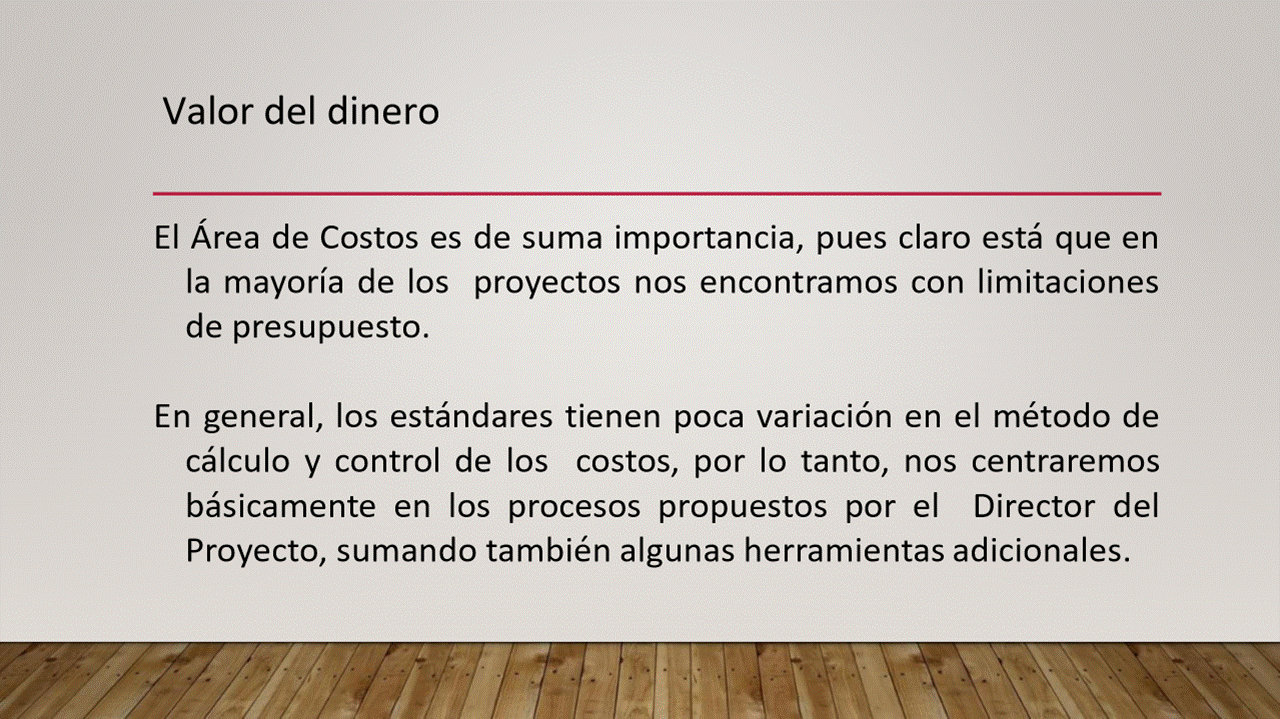 Valor del dinero
El Área de Costos es de suma importancia, pues claro está que en
la mayoría de los  proyectos nos encontramos con limitaciones
de presupuesto.
En general, los estándares tienen poca variación en el método de
cálculo y control de los  costos, por lo tanto, nos centraremos
básicamente en los procesos propuestos por el  Director del
Proyecto, sumando también algunas herramientas adicionales.